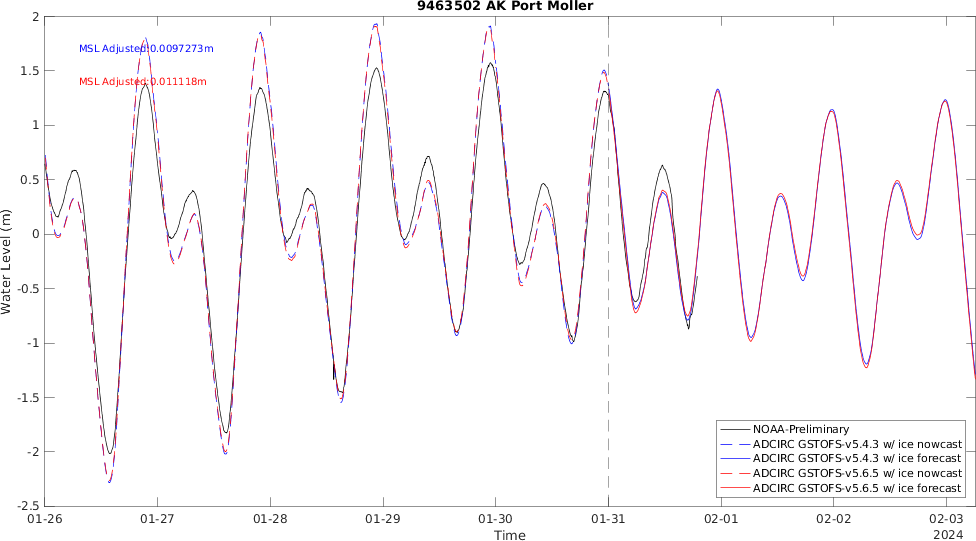 9463502 AK Port Moller
MSL Adjusted:0.0097273m
MSL Adjusted:0.011118m
Water Level (m)
2
1.5
1
0.5
0
-0.5
-1
-1.5
-2
-2.5
NOAA-Preliminary
ADCIRC GSTOFS-v5.4.3 w/ ice nowcast
ADCIRC GSTOFS-v5.4.3 w/ ice forecast
ADCIRC GSTOFS-v5.6.5 w/ ice nowcast
ADCIRC GSTOFS-v5.6.5 w/ ice forecast
01-26 01-27 01-28 01-29 01-30 01-31 02-01 02-02 02-03
Time 2024